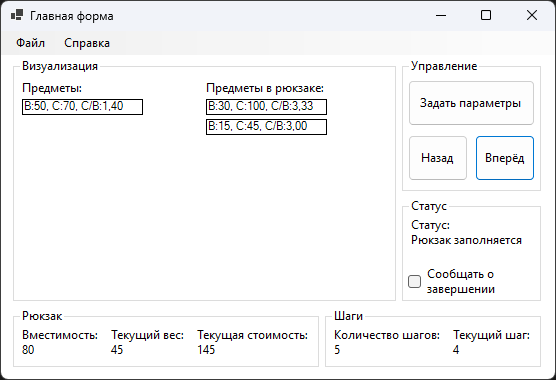 Главная форма
Файл Справка
Визуализация
Предметы:
В:50, С:70, С/В:1,40
Предметы в рюкзаке:
В:30, С:100, С/В:3,33
В:15, С:45, С/В:3,00
Управление
Задать параметры
Назад Вперёд
Статус
Статус:
Рюкзак заполняется
Сообщать о
завершении
Рюкзак
Вместимость: Текущий вес: Текущая стоимость:
80 45 145
Шаги
Количество шагов: Текущий шаг:
5 4